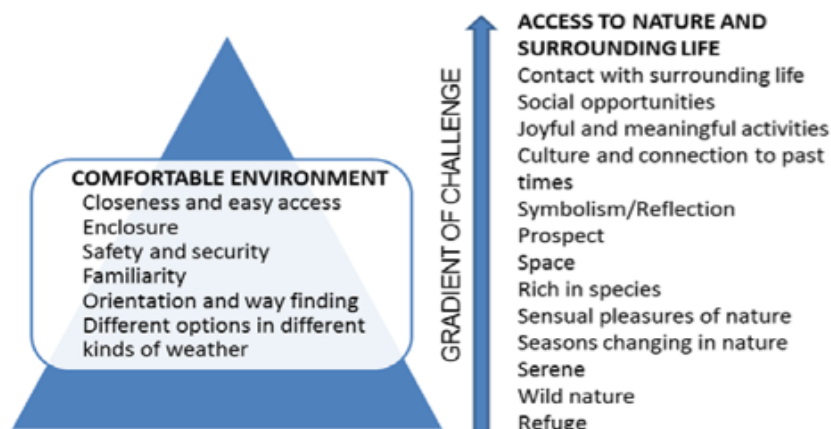 COMFORTABLE ENVIRONMENT
Closeness and easy access
Enclosure
Safety and security
Familiarity
Orientation and way finding
Different options in different
kinds of weather
GRADIENT OF CHALLENGE
ACCESS TO NATURE AND
SURROUNDING LIFE
Contact with surrounding life
Social opportunities
Joyful and meaningful activities
Culture and connection to past
times
Symbolism/Reflection
Prospect
Space
Rich in species
Sensual pleasures of nature
Seasons changing in nature
Serene
Wild nature
Refuge